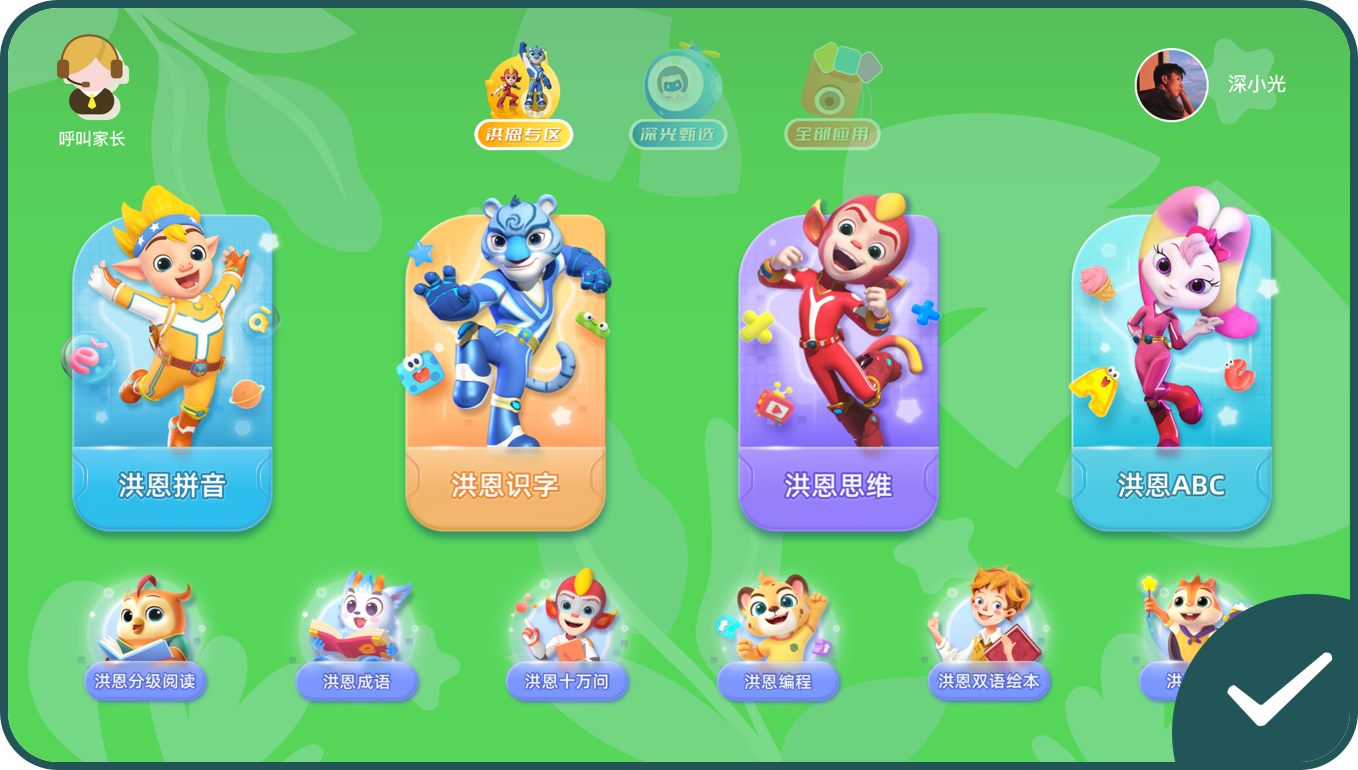 呼叫家长
洪恩专区
深光甄选
全部应用
深小光
洪恩拼音
洪恩识字
洪恩思维
洪恩ABC
洪恩分级阅读
洪恩成语
洪恩十万问
洪恩编程
洪恩双语绘本
洪